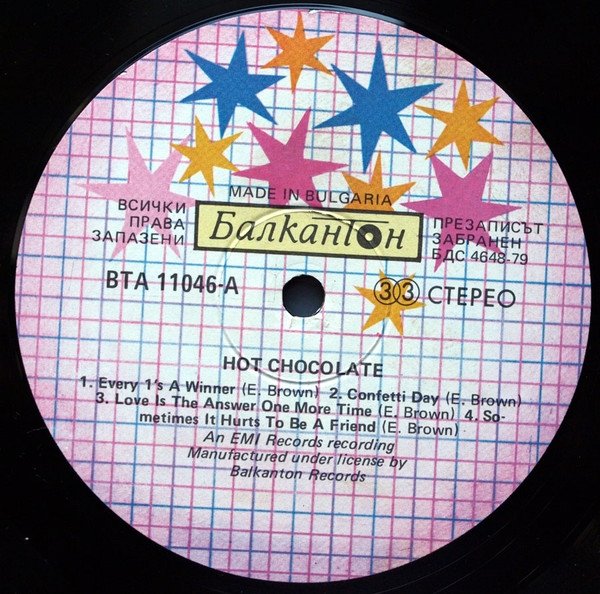 MADE IN BULGARIA
ВСИЧКИ
ПРАВА
ЗАПАЗЕНИ
Балкантон
ПРЕЗАПИСЪТ
ЗАБРАНЕН
БДС 4648-79
ВТА 11046-А
33 СТЕРЕО
HOT CHOCOLATE
1. Every 1's A Winner (E. Brown) 2. Confetti Day (E. Brown)
3. Love Is The Answer One More Time (E. Brown) 4. So-
metimes It Hurts To Be A Friend (E. Brown)
An EMI Records recording
Manufactured under license by
Balkanton Records